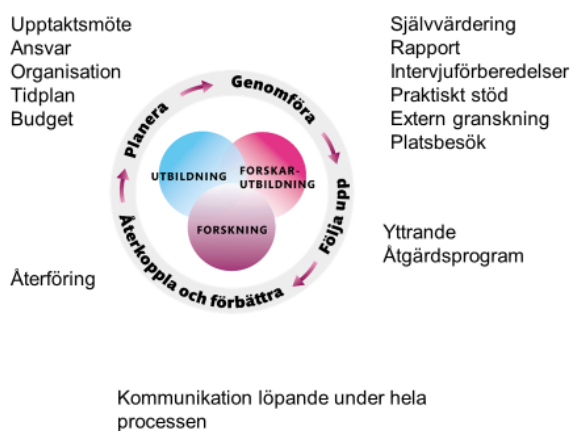 Upptaktsmöte
Ansvar
Organisation
Tidplan
Budget
Självvärdering
Rapport
Intervjuförberedelser
Praktiskt stöd
Extern granskning
Platsbesök
Planera
Genomföra
Följa upp
Återkoppla och förbättra
UTBILDNING
FORSKAR-
UTBILDNING
FORSKNING
Yttrande
Åtgärdsprogram
Återföring
Kommunikation löpande under hela
processen